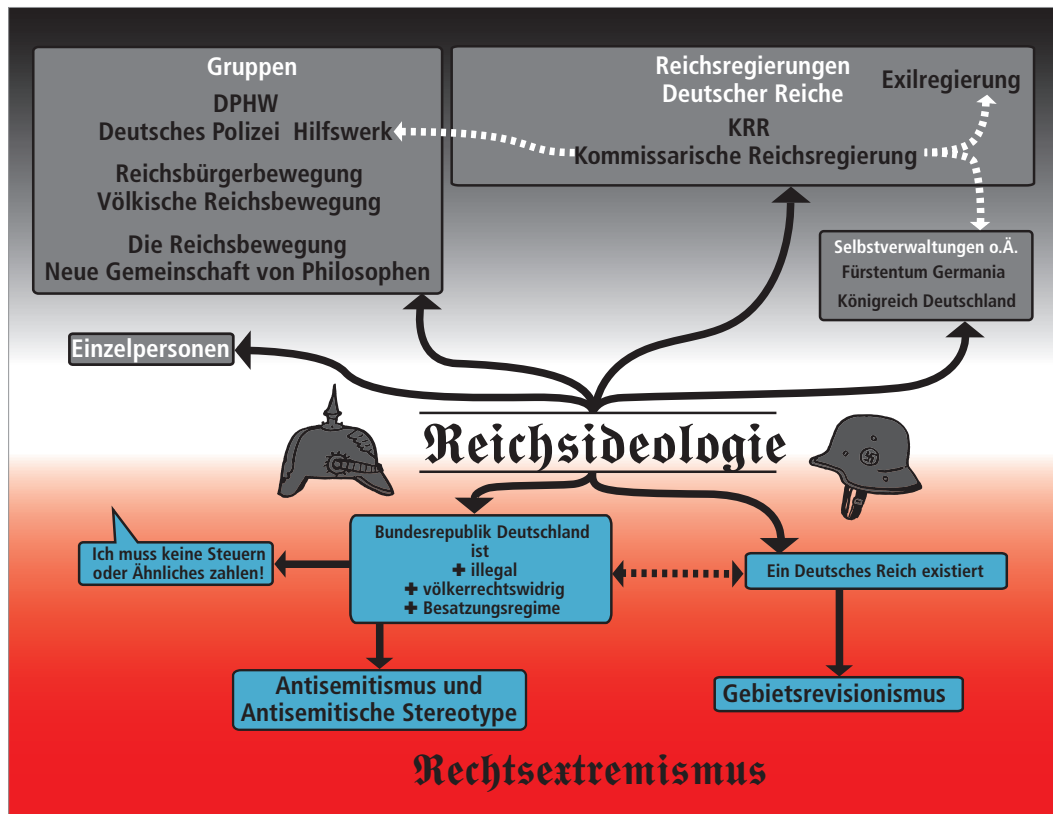 Gruppen
DPHW
Deutsches Polizei Hilfswerk
Reichsbürgerbewegung
Völkische Reichsbewegung
Die Reichsbewegung
Neue Gemeinschaft von Philosophen
Reichsregierungen
Deutscher Reiche
Exilregierung
KRR
Kommissarische Reichsregierung
Selbstverwaltungen o.Ä.
Fürstentum Germania
Königreich Deutschland
Einzelpersonen
Reichsideologie
Ich muss keine Steuern
oder Ähnliches zahlen!
Bundesrepublik Deutschland
ist
+ illegal
+ völkerrechtswidrig
+ Besatzungsregime
Ein Deutsches Reich existiert
Antisemitismus und
Antisemitische Stereotype
Gebietsrevisionismus
Rechtsextremismus